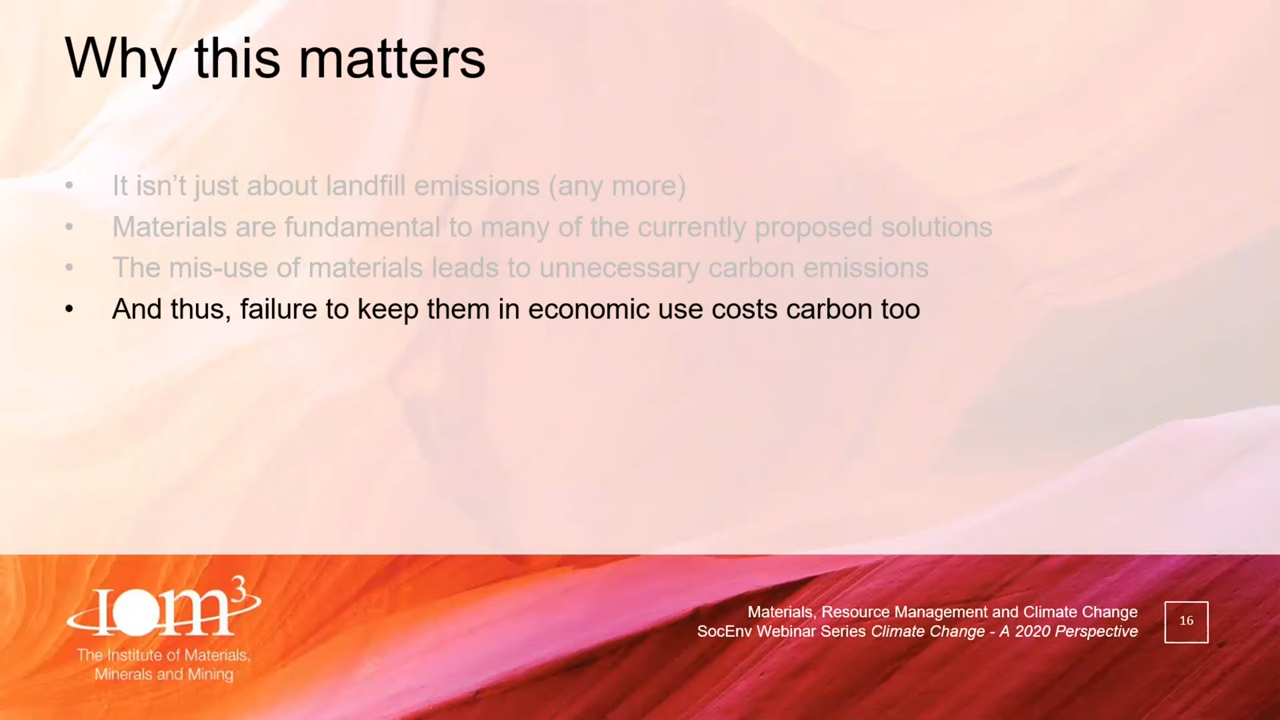 Why this matters
• It isn't just about landfill emissions (any more)
• Materials are fundamental to many of the currently proposed solutions
• The mis-use of materials leads to unnecessary carbon emissions
• And thus, failure to keep them in economic use costs carbon too
IOM3
The Institute of Materials,
Minerals and Mining
Materials, Resource Management and Climate Change
SocEnv Webinar Series Climate Change - A 2020 Perspective
16